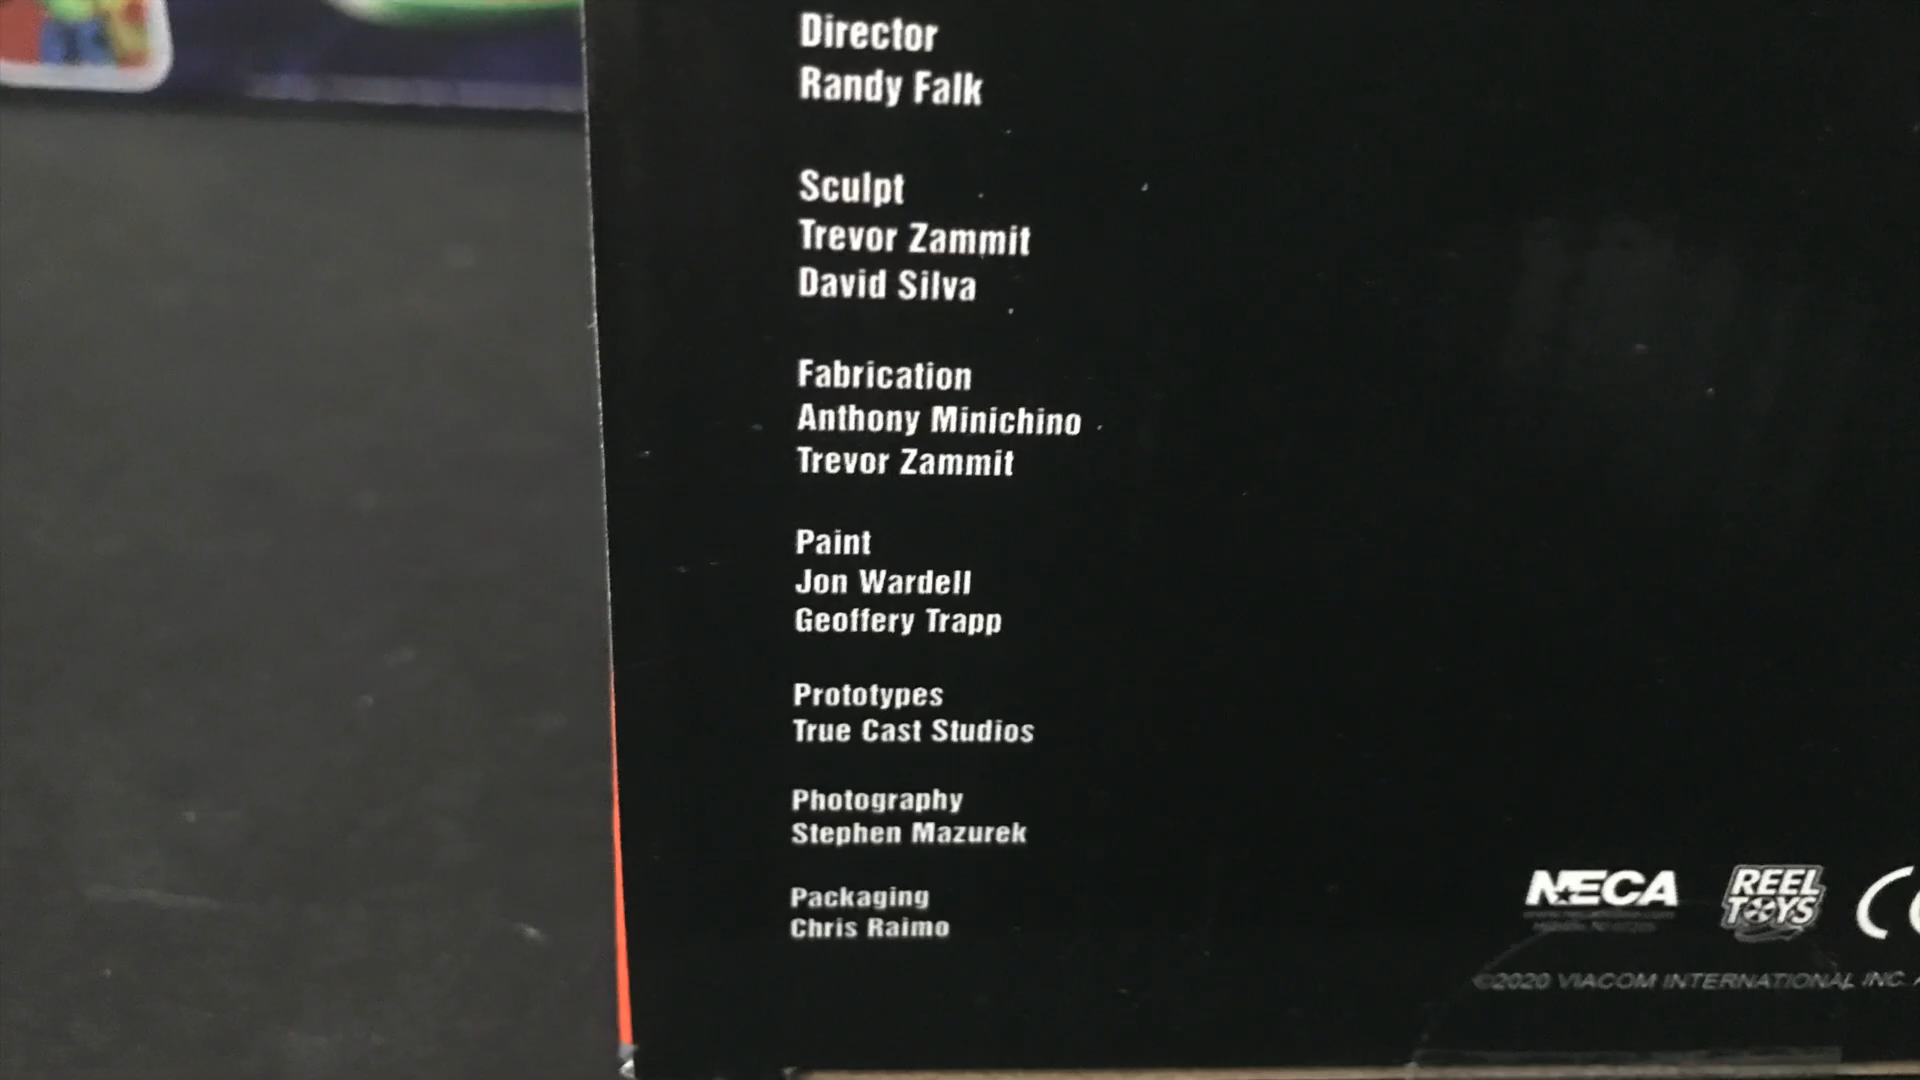 Director
Randy Falk
Sculpt
Trevor Zammit
David Silva
Fabrication
Anthony Minichino
Trevor Zammit
Paint
Jon Wardell
Geoffery Trapp
Prototypes
True Cast Studios
Photography
Stephen Mazurek
Packaging
Chris Raimo
NECA
REEL
TOYS
©2020 VIACOM INTERNATIONAL INC.